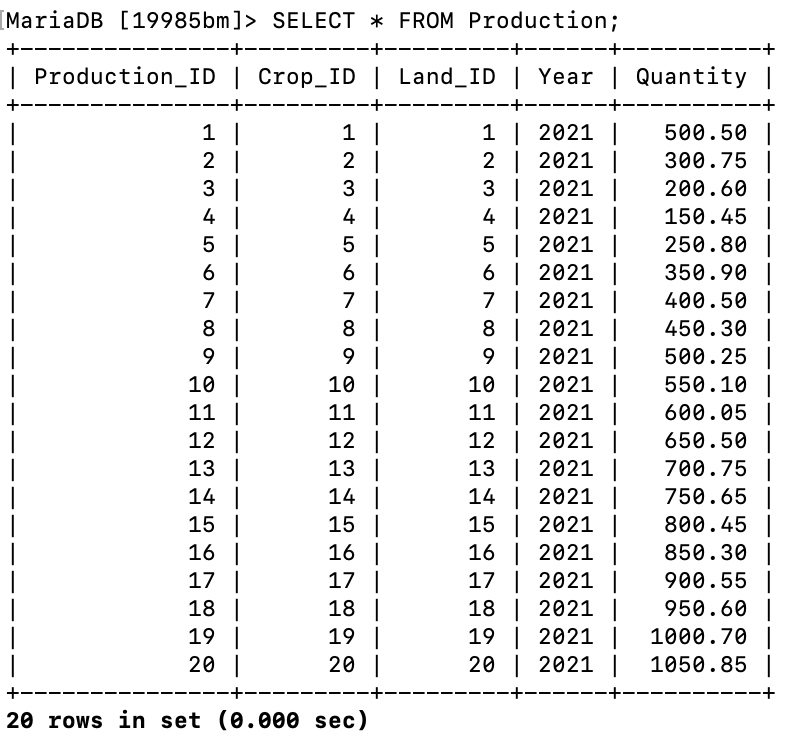 [MariaDB [19985bm]> SELECT * FROM Production;
+---------------+---------+---------+------+----------+
| Production_ID | Crop_ID | Land_ID | Year | Quantity |
+---------------+---------+---------+------+----------+
|             1 |       1 |       1 | 2021 |   500.50 |
|             2 |       2 |       2 | 2021 |   300.75 |
|             3 |       3 |       3 | 2021 |   200.60 |
|             4 |       4 |       4 | 2021 |   150.45 |
|             5 |       5 |       5 | 2021 |   250.80 |
|             6 |       6 |       6 | 2021 |   350.90 |
|             7 |       7 |       7 | 2021 |   400.50 |
|             8 |       8 |       8 | 2021 |   450.30 |
|             9 |       9 |       9 | 2021 |   500.25 |
|            10 |      10 |      10 | 2021 |   550.10 |
|            11 |      11 |      11 | 2021 |   600.05 |
|            12 |      12 |      12 | 2021 |   650.50 |
|            13 |      13 |      13 | 2021 |   700.75 |
|            14 |      14 |      14 | 2021 |   750.65 |
|            15 |      15 |      15 | 2021 |   800.45 |
|            16 |      16 |      16 | 2021 |   850.30 |
|            17 |      17 |      17 | 2021 |   900.55 |
|            18 |      18 |      18 | 2021 |   950.60 |
|            19 |      19 |      19 | 2021 |  1000.70 |
|            20 |      20 |      20 | 2021 |  1050.85 |
+---------------+---------+---------+------+----------+
20 rows in set (0.000 sec)